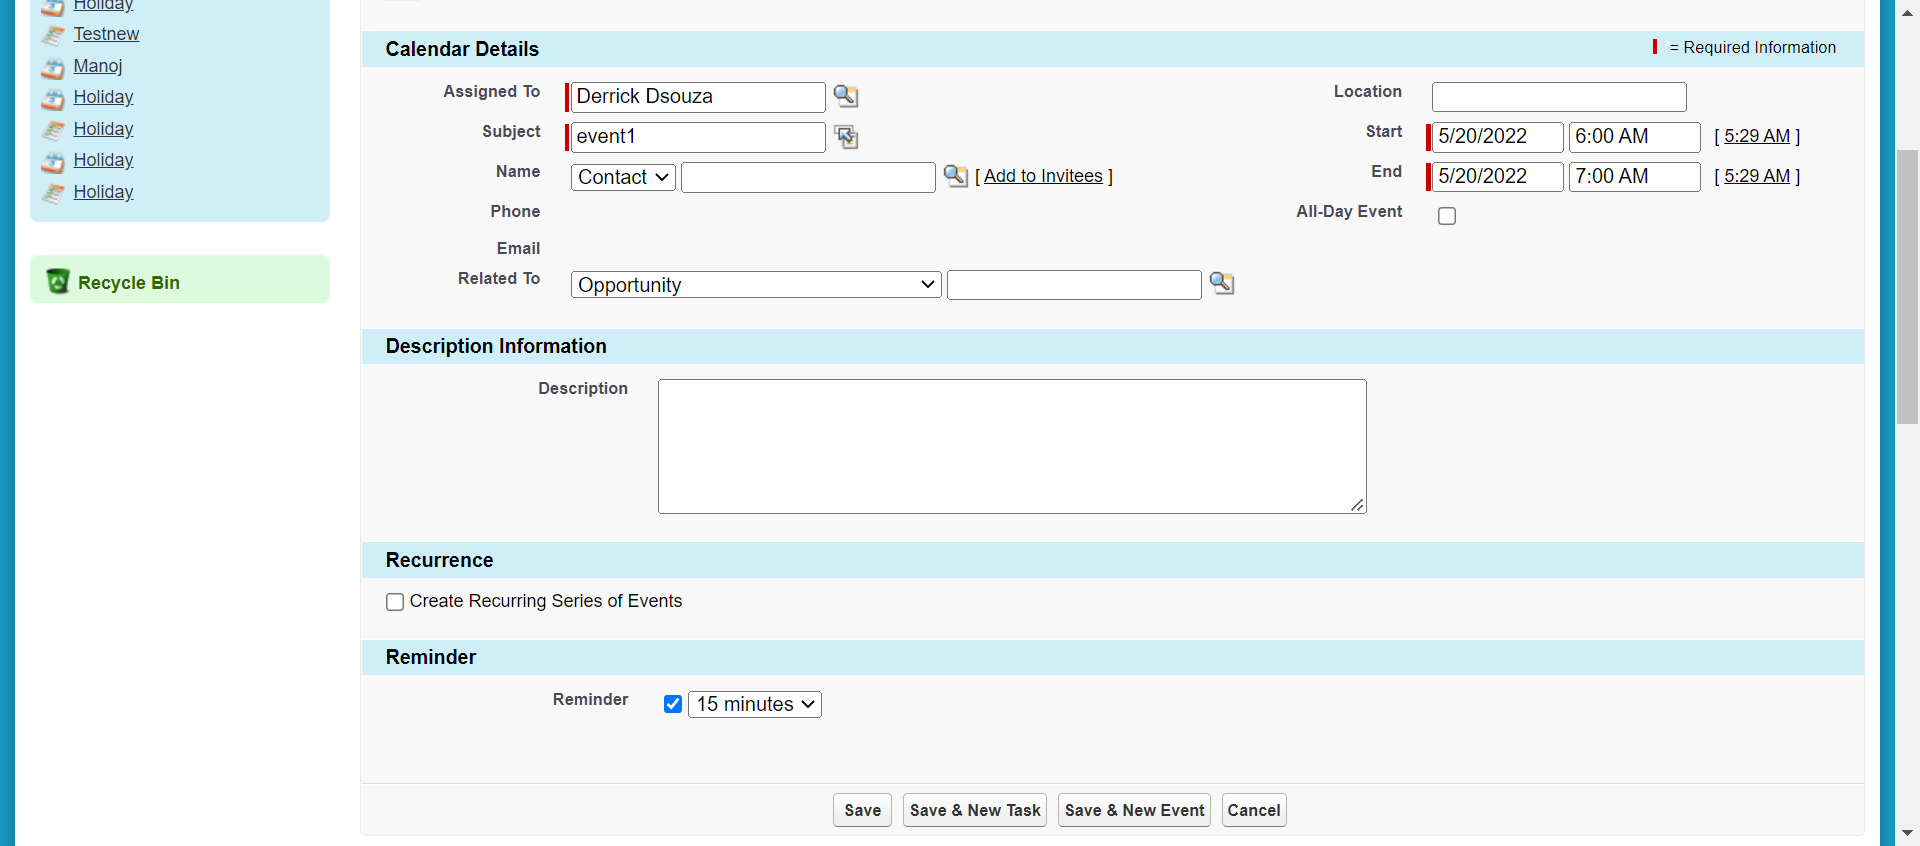 Holiday
Testnew
Manoj
Holiday
Holiday
Holiday
Holiday
Recycle Bin
Calendar Details
= Required Information
Assigned To Derrick Dsouza
Location
Subject event1
Start 5/20/2022 6:00 AM [ 5:29 AM ]
Name Contact [ Add to Invitees ]
End 5/20/2022 7:00 AM [ 5:29 AM ]
Phone
All-Day Event
Email
Related To Opportunity
Description Information
Description
Recurrence
Create Recurring Series of Events
Reminder
Reminder 15 minutes
Save Save & New Task Save & New Event Cancel